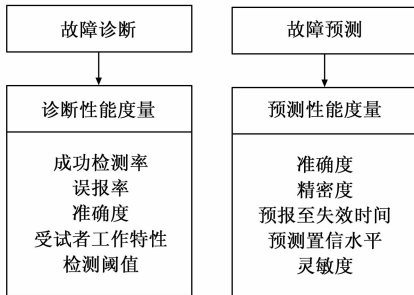 故障诊断
诊断性能度量
成功检测率
误报率
准确度
受试者工作特性
检测阈值
故障预测
预测性能度量
准确度
精密度
预报至失效时间
预测置信水平
灵敏度